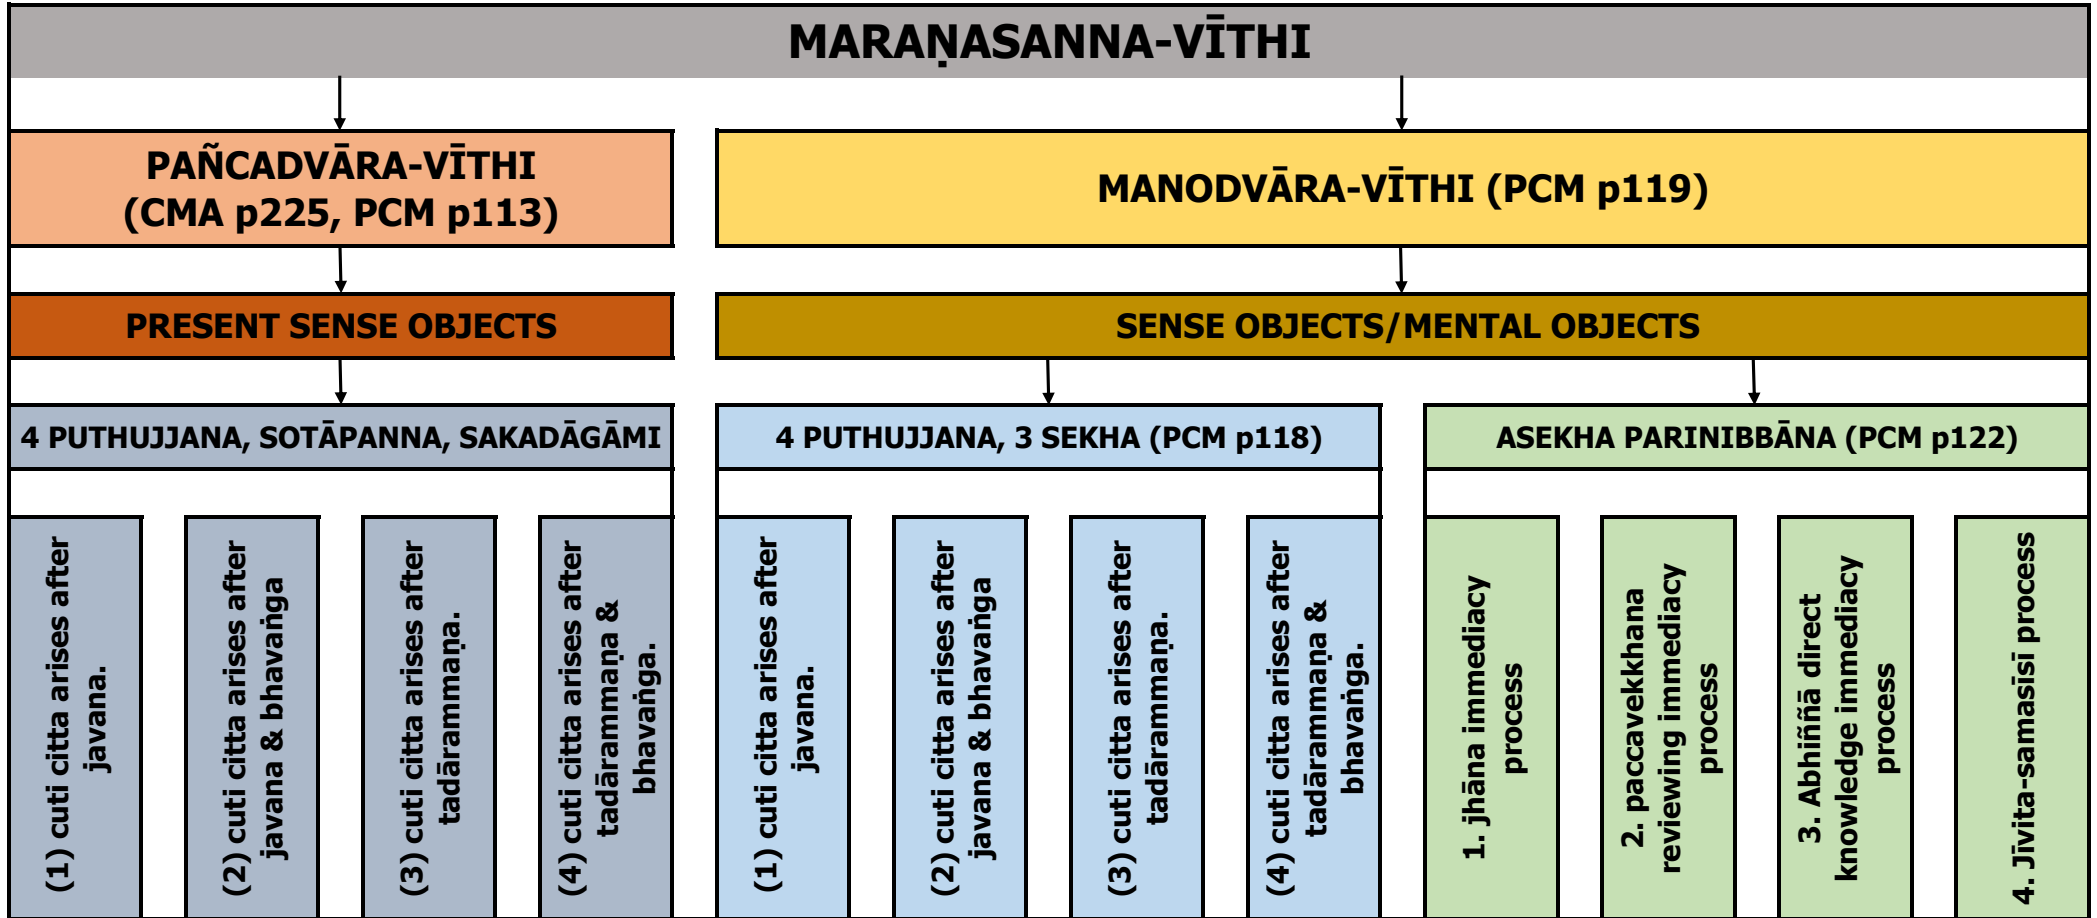 MARAṆASANNA-VĪTHI
PAÑCADVĀRA-VĪTHI
(CMA p225, PCM p113)
MANODVĀRA-VĪTHI (PCM p119)
PRESENT SENSE OBJECTS
SENSE OBJECTS/MENTAL OBJECTS
4 PUTHUJJANA, SOTĀPANNA, SAKADĀGĀMI
4 PUTHUJJANA, 3 SEKHA (PCM p118)
ASEKHA PARINIBBĀNA (PCM p122)
(1) cuti citta arises after
javana.
(2) cuti citta arises after
javana & bhavaṅga
(3) cuti citta arises after
tadārammaṇa.
(4) cuti citta arises after
tadārammaṇa &
bhavaṅga.
(1) cuti citta arises after
javana.
(2) cuti citta arises after
javana & bhavaṅga
(3) cuti citta arises after
tadārammaṇa.
(4) cuti citta arises after
tadārammaṇa &
bhavaṅga.
1. jhāna immediacy
process
2. paccavekkhana
reviewing immediacy
process
3. Abhiññā direct
knowledge immediacy
process
4. Jīvita-samasīsī process